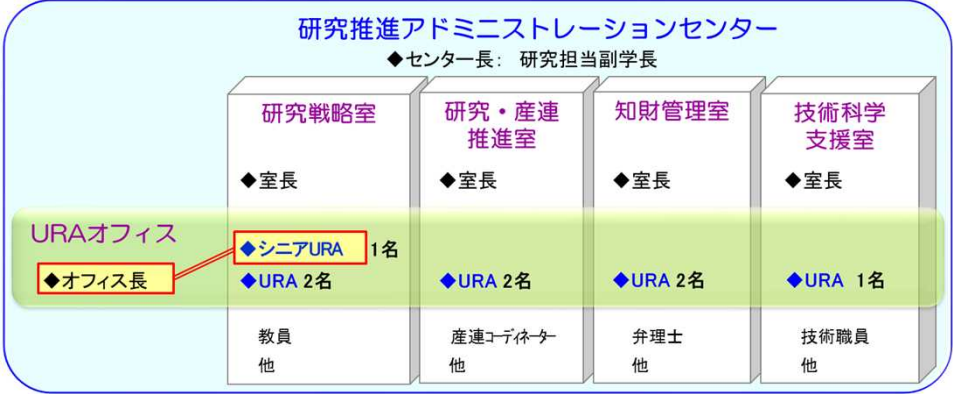 研究推進アドミニストレーションセンター
◆センター長： 研究担当副学長
研究戦略室
研究・産連
推進室
知財管理室
技術科学
支援室
◆室長
◆室長
◆室長
◆室長
URAオフィス
◆シニアURA 1名
◆オフィス長
◆URA 2名
◆URA 2名
◆URA 2名
◆URA 1名
教員
他
産連コーディネーター
他
弁理士
他
技術職員
他